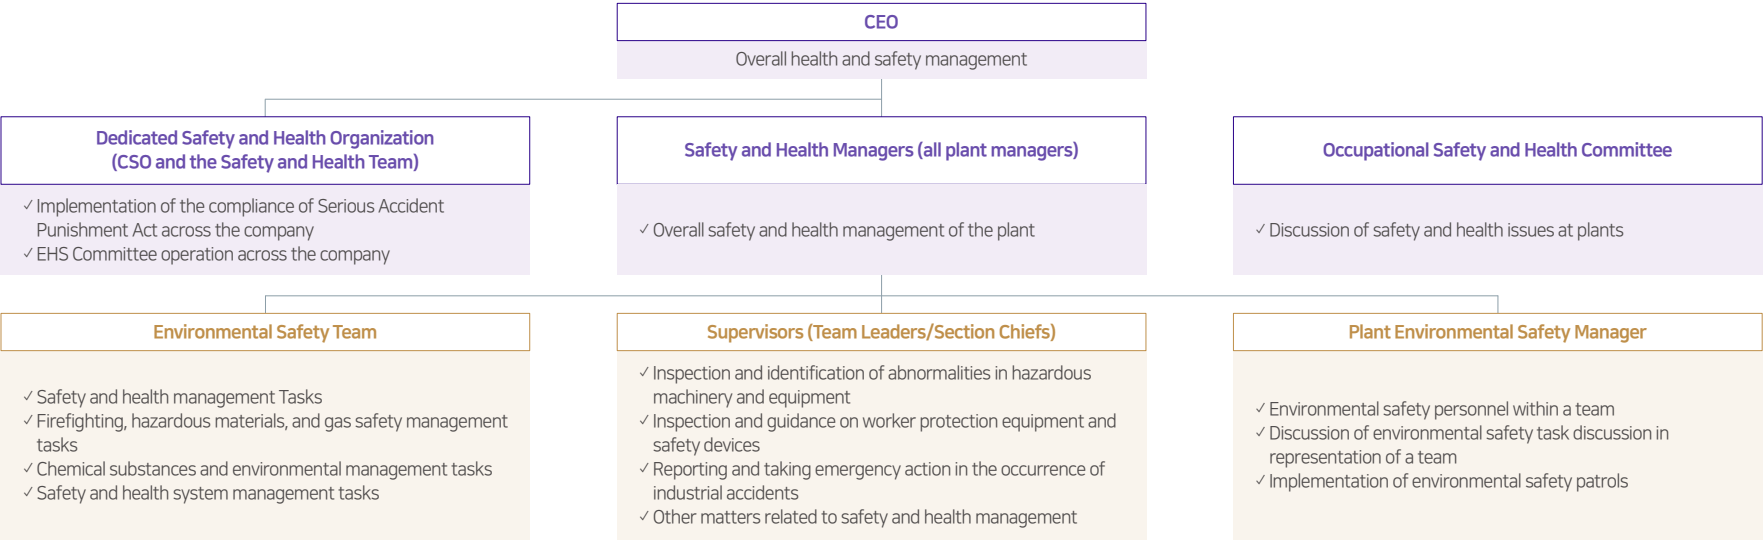 CEO
Overall health and safety management
Dedicated Safety and Health Organization
(CSO and the Safety and Health Team)
✓ Implementation of the compliance of Serious Accident
Punishment Act across the company
✓ EHS Committee operation across the company
Safety and Health Managers (all plant managers)
✓ Overall safety and health management of the plant
Occupational Safety and Health Committee
✓ Discussion of safety and health issues at plants
Environmental Safety Team
✓ Safety and health management Tasks
✓ Firefighting, hazardous materials, and gas safety management
tasks
✓ Chemical substances and environmental management tasks
✓ Safety and health system management tasks
Supervisors (Team Leaders/Section Chiefs)
✓ Inspection and identification of abnormalities in hazardous
machinery and equipment
✓ Inspection and guidance on worker protection equipment and
safety devices
✓ Reporting and taking emergency action in the occurrence of
industrial accidents
✓ Other matters related to safety and health management
Plant Environmental Safety Manager
✓ Environmental safety personnel within a team
✓ Discussion of environmental safety task discussion in
representation of a team
✓ Implementation of environmental safety patrols